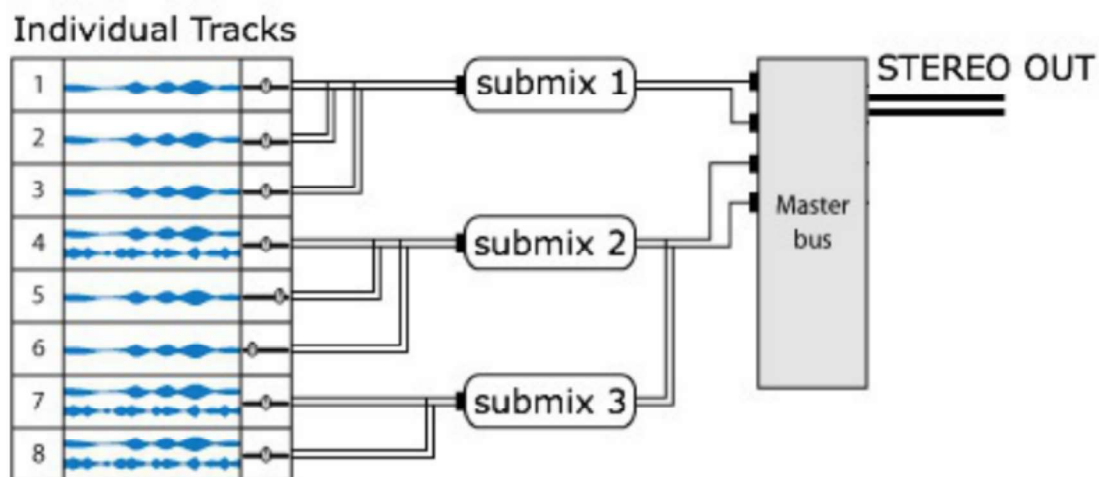 Individual Tracks
STEREO OUT
1
submix 1
2
3
Master
bus
4
submix 2
5
6
7
submix 3
8